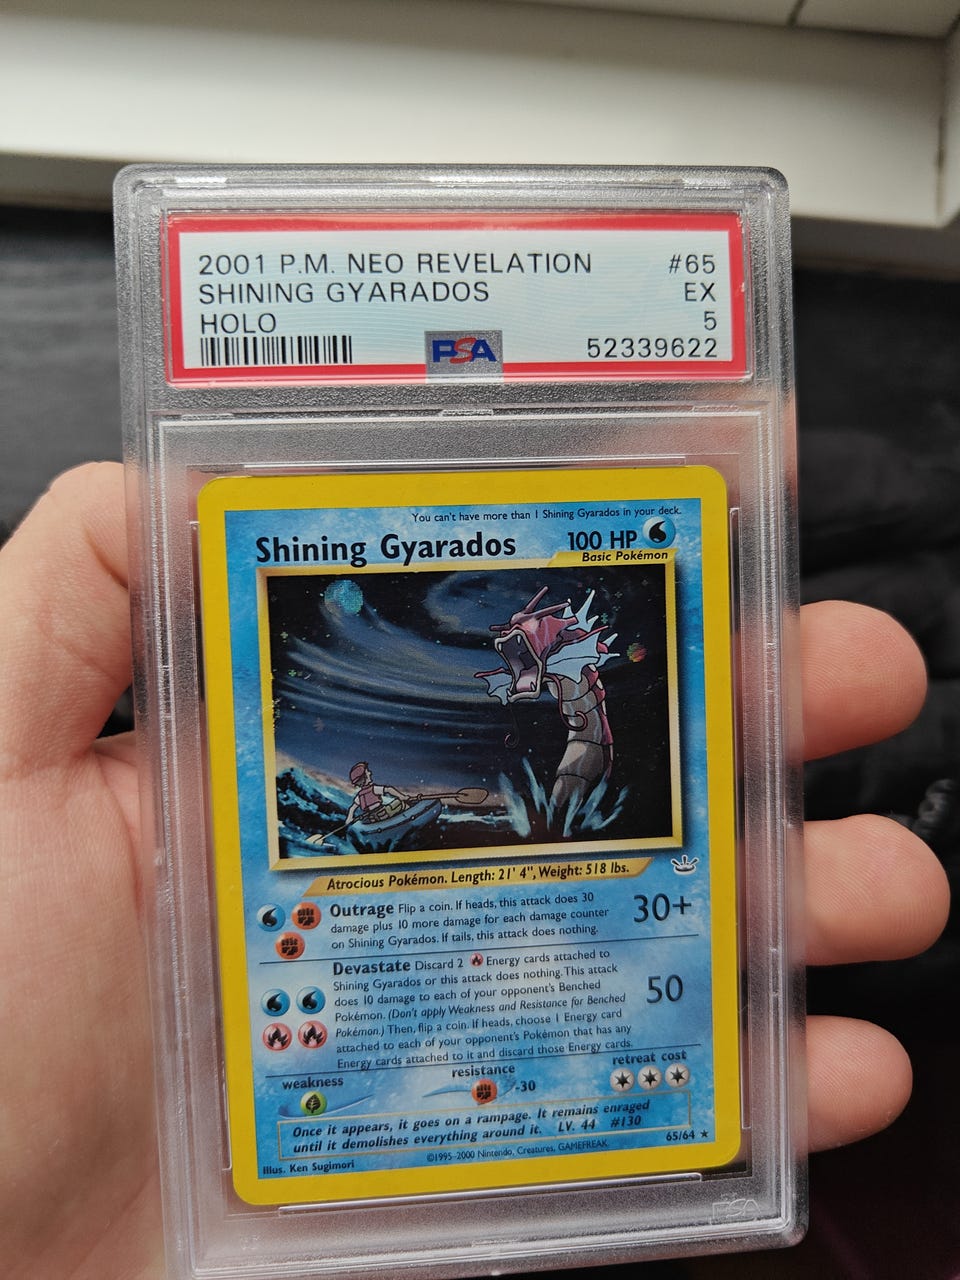 2001 P.M. NEO REVELATION #65
SHINING GYARADOS EX
HOLO 5
PSA 52339622
You can't have more than 1 Shining Gyarados in your deck.
Shining Gyarados 100 HP
Basic Pokémon
Atrocious Pokémon. Length: 21' 4", Weight: 518 lbs.
Outrage Flip a coin. If heads, this attack does 30
damage plus 10 more damage for each damage counter
on Shining Gyarados. If tails, this attack does nothing.
30+
Devastate Discard 2 Energy cards attached to
Shining Gyarados or this attack does nothing. This attack
does 10 damage to each of your opponent's Benched
Pokémon. (Don't apply Weakness and Resistance for Benched
Pokémon.) Then, flip a coin. If heads, choose 1 Energy card
attached to each of your opponent's Pokémon that has any
Energy cards attached to it and discard those Energy cards.
50
weakness resistance retreat cost
-30
Once it appears, it goes on a rampage. It remains enraged
until it demolishes everything around it. LV. 44 #130
Illus. Ken Sugimori ©1995-2000 Nintendo, Creatures, GAMEFREAK. 65/64 ★
PSA